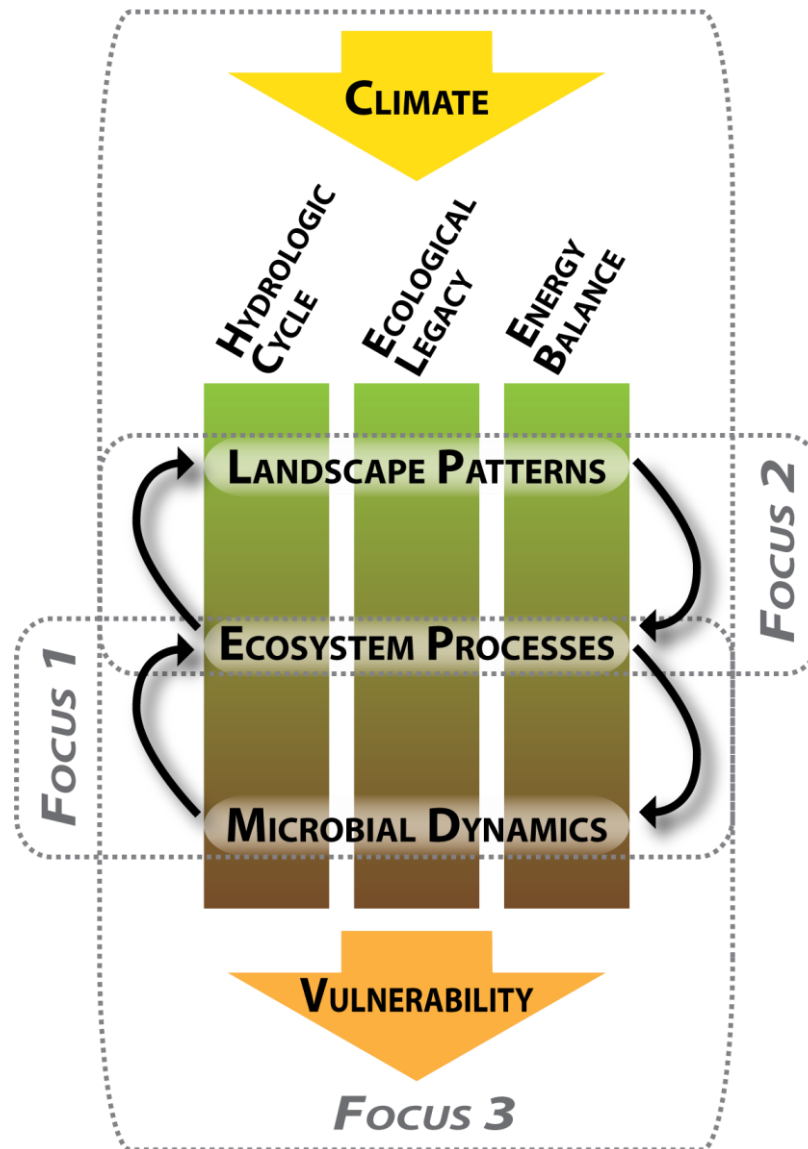 CLIMATE
HYDROLOGIC
CYCLE
ECOLOGICAL
LEGACY
ENERGY
BALANCE
LANDSCAPE PATTERNS
FOCUS 2
ECOSYSTEM PROCESSES
FOCUS 1
MICROBIAL DYNAMICS
VULNERABILITY
FOCUS 3